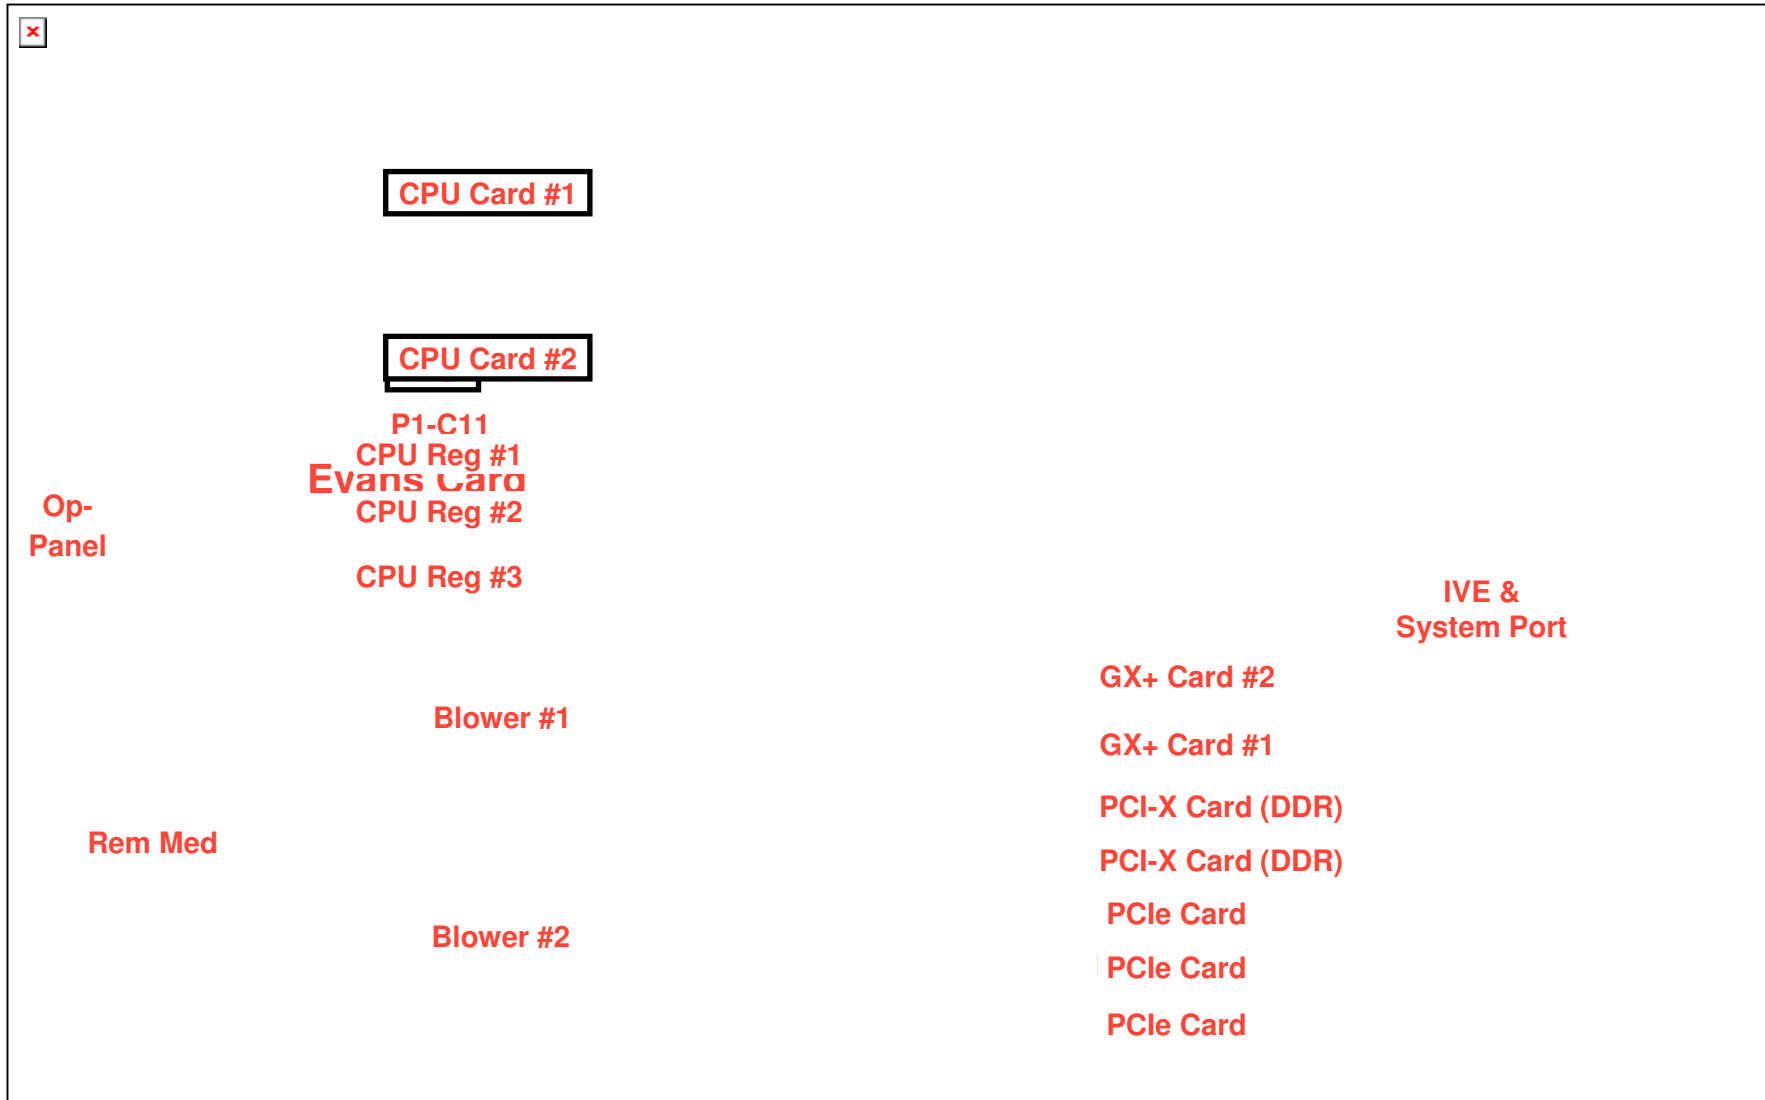 CPU Card #1
CPU Card #2
P1-C11
CPU Reg #1
Evans Card
CPU Reg #2
CPU Reg #3
Op-
Panel
IVE &
System Port
GX+ Card #2
Blower #1
GX+ Card #1
PCI-X Card (DDR)
Rem Med
PCI-X Card (DDR)
PCIe Card
Blower #2
PCIe Card
PCIe Card